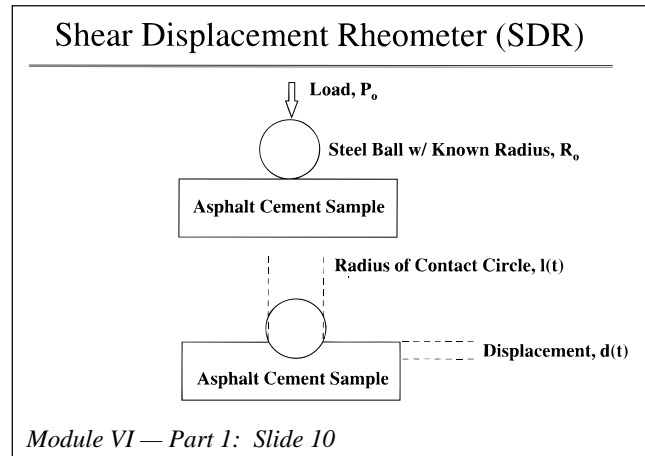 Shear Displacement Rheometer (SDR)
Load, Po
Steel Ball w/ Known Radius, Ro
Asphalt Cement Sample
Radius of Contact Circle, l(t)
Displacement, d(t)
Asphalt Cement Sample
Module VI — Part 1: Slide 10